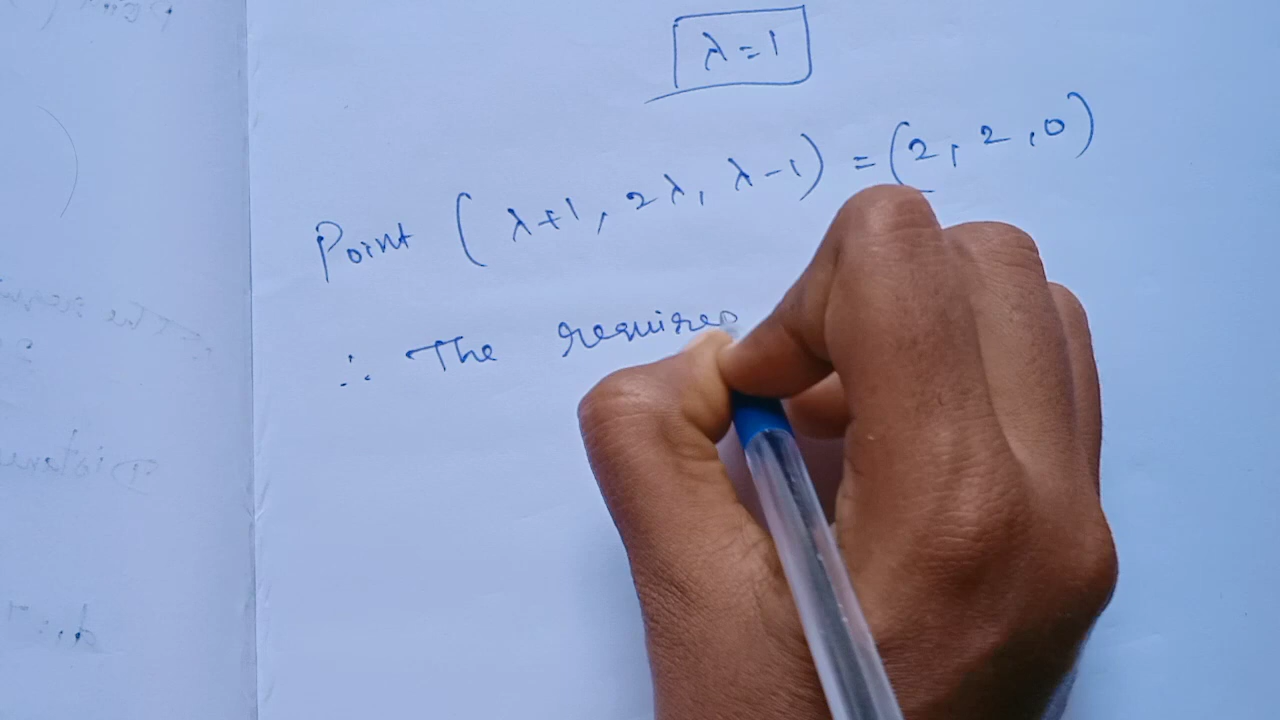 λ=1
Point (λ+1, 2λ, λ-1) = (2, 2, 0)
∴ The required